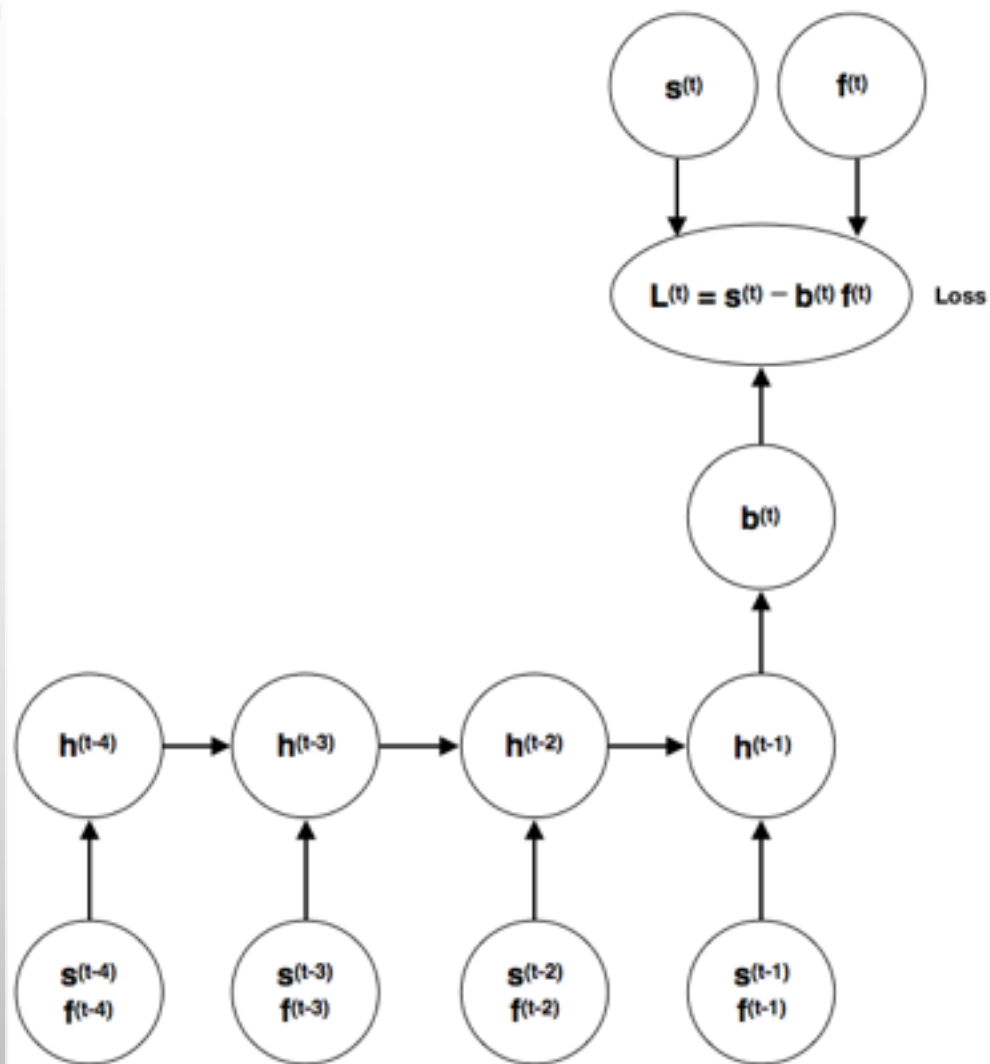 s(t) f(t)
L(t) = s(t) − b(t) f(t) Loss
b(t)
h(t-4) h(t-3) h(t-2) h(t-1)
s(t-4) s(t-3) s(t-2) s(t-1)
f(t-4) f(t-3) f(t-2) f(t-1)